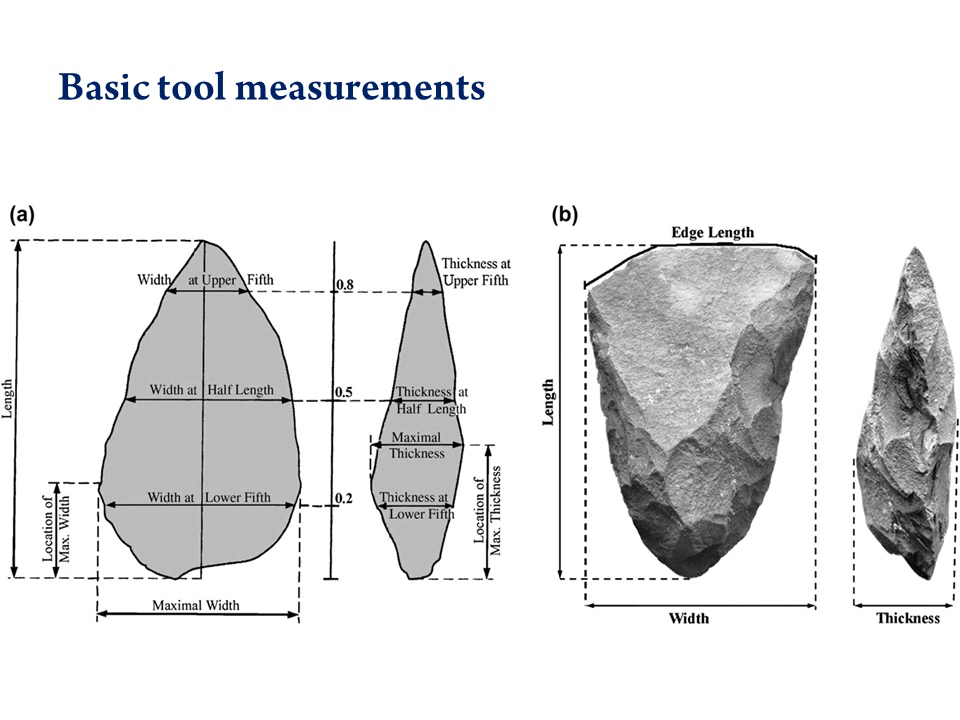 Basic tool measurements
(a)
Width at Upper Fifth
Length
Width at Half Length
Width at Lower Fifth
Location of
Max. Width
Maximal Width
0.8
0.5
0.2
Thickness at
Upper Fifth
Thickness at
Half Length
Maximal
Thickness
Thickness at
Lower Fifth
Location of
Max. Thickness
(b)
Edge Length
Length
Width
Thickness